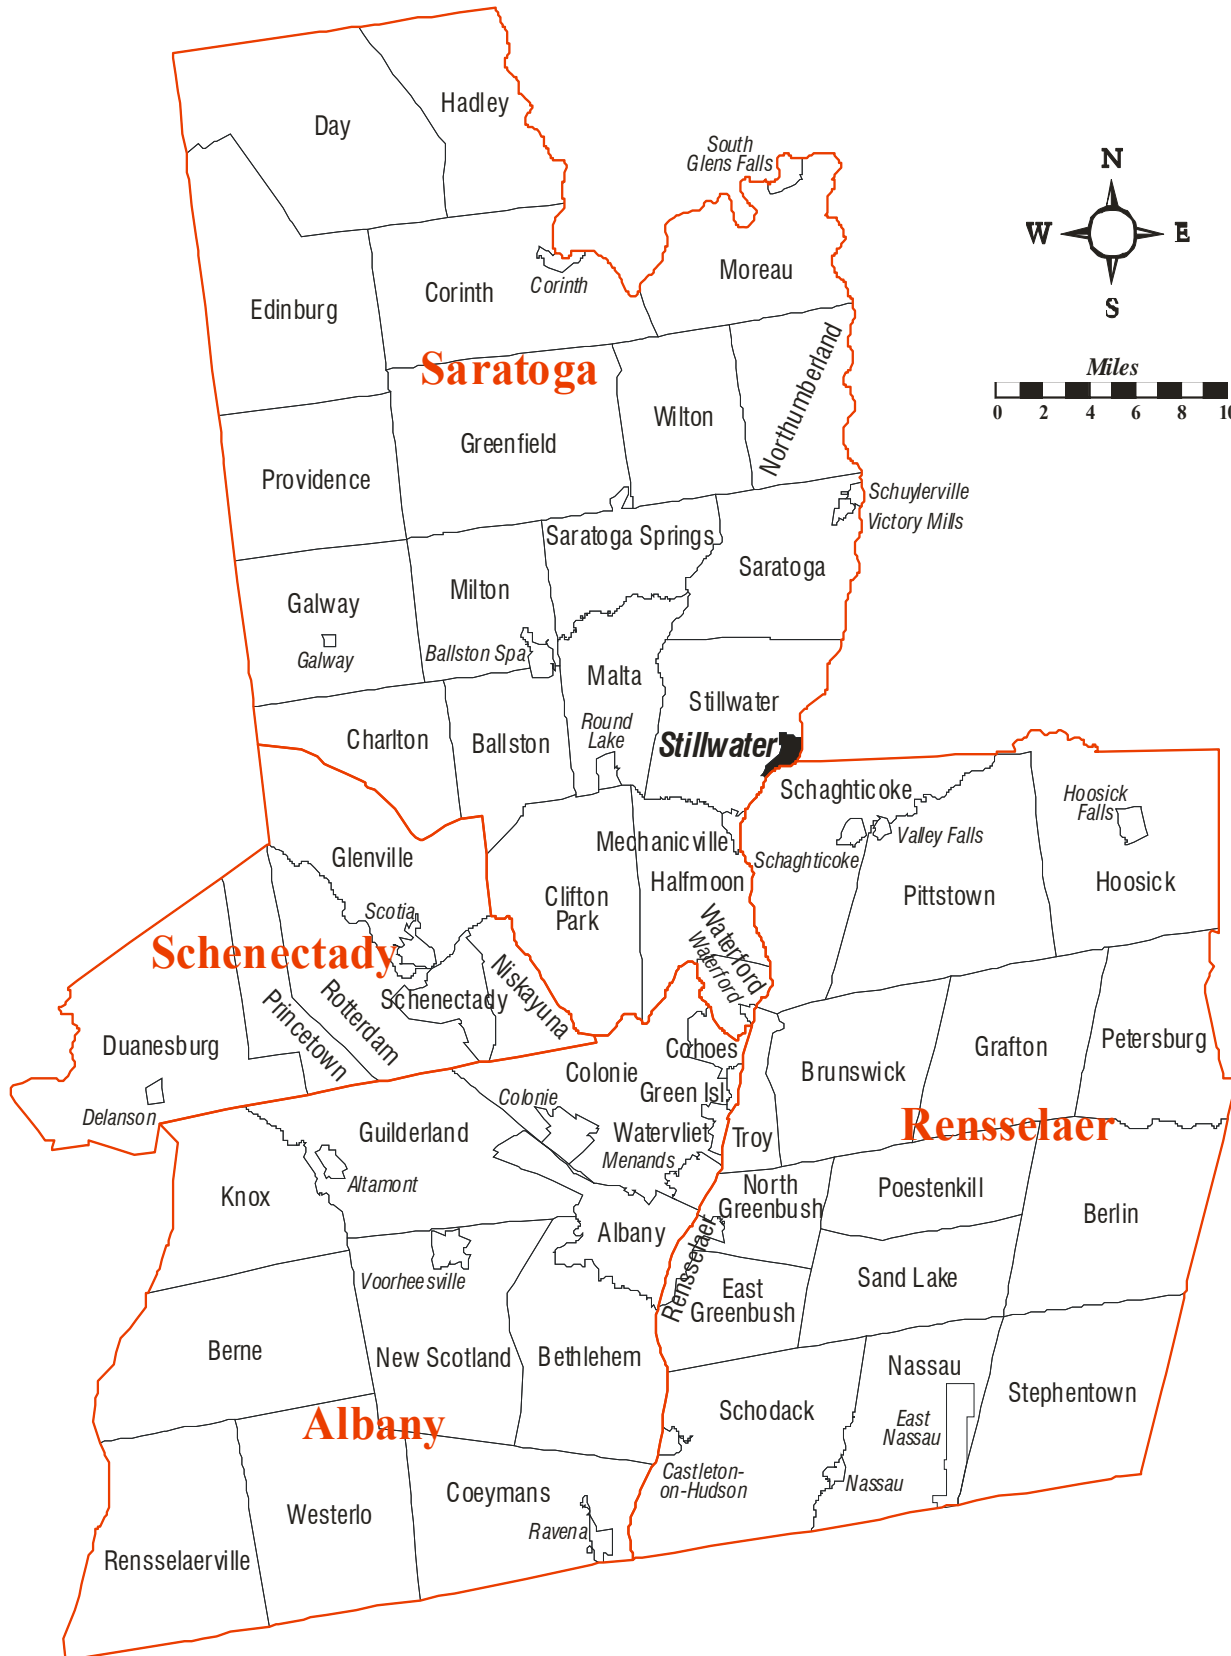 Hadley
Day
South
Glens Falls
N
W
E
S
Moreau
Corinth
Corinth
Edinburg
Northumberland
Saratoga
Miles
0 2 4 6 8 10
Wilton
Greenfield
Providence
Schuylerville
Victory Mills
Saratoga Springs
Saratoga
Milton
Galway
Galway
Ballston Spa
Malta
Stillwater
Round
Lake
Stillwater
Charlton
Ballston
Schaghticoke
Hoosick
Falls
Mechanicville
Valley Falls
Schaghticoke
Glenville
Halfmoon
Hoosick
Pittstown
Clifton
Park
Scotia
Waterford
Waterford
Schenectady
Niskayuna
Schenectady
Rotterdam
Princetown
Duanesburg
Cohoes
Petersburg
Grafton
Brunswick
Colonie
Green Isl.
Colonie
Delanson
Rensselaer
Guilderland
Watervliet
Troy
Menands
Altamont
Knox
North
Greenbush
Poestenkill
Berlin
Albany
Rensselaer
Voorheesville
Sand Lake
East
Greenbush
Berne
New Scotland
Bethlehem
Nassau
Stephentown
Schodack
Albany
East
Nassau
Castleton-
on-Hudson
Nassau
Coeymans
Westerlo
Ravena
Rensselaerville